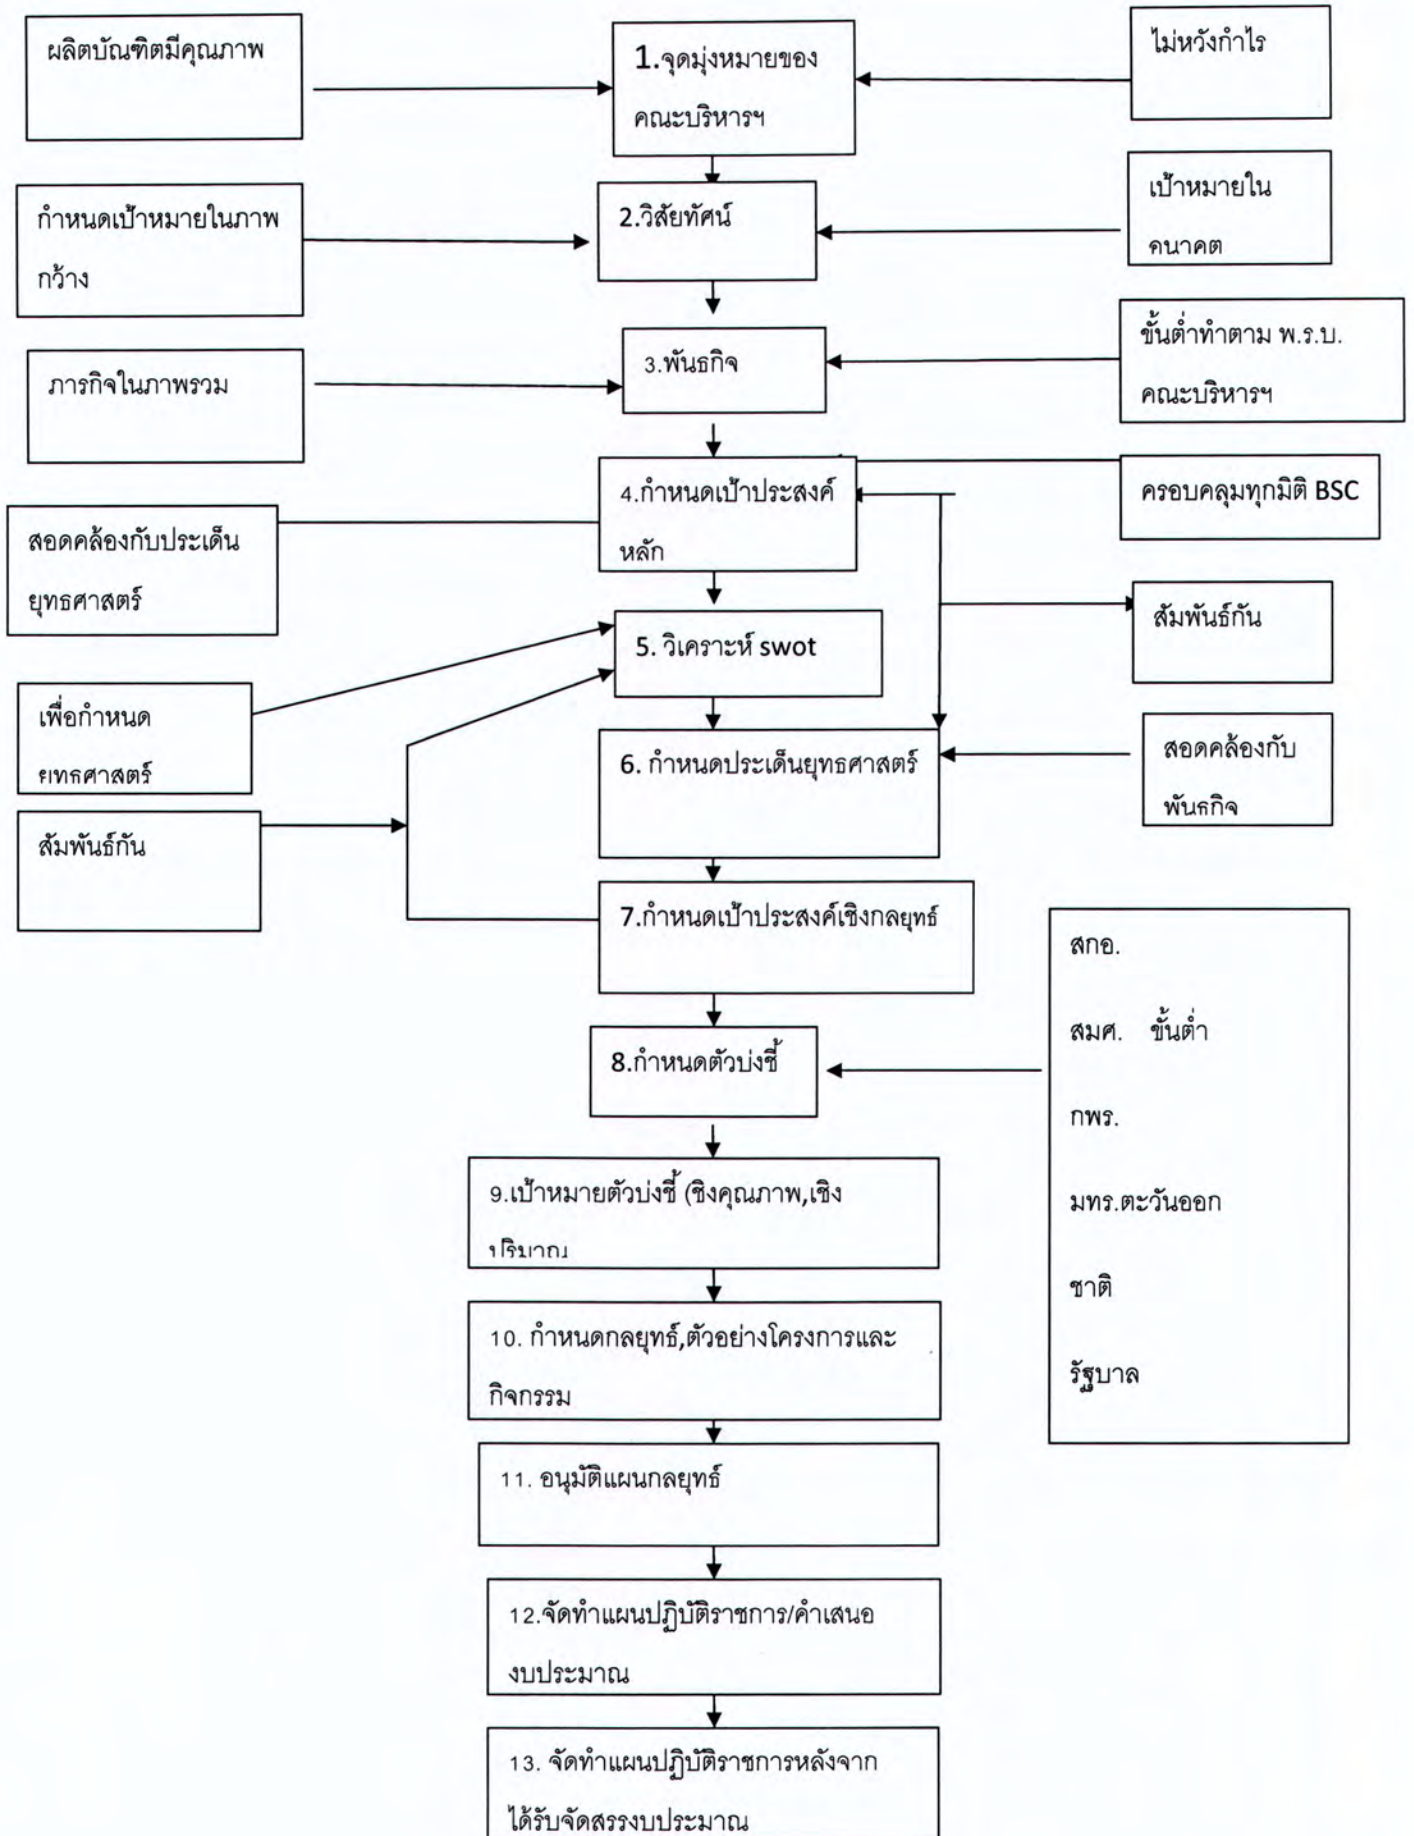 ผลิตบัณฑิตมีคุณภาพ
1.จุดมุ่งหมายของ
คณะบริหารฯ
ไม่หวังกำไร
กำหนดเป้าหมายในภาพ
กว้าง
2.วิสัยทัศน์
เป้าหมายใน
คนาคต
ภารกิจในภาพรวม
3.พันธกิจ
ขั้นต่ำทำตาม พ.ร.บ.
คณะบริหารฯ
4.กำหนดเป้าประสงค์
หลัก
ครอบคลุมทุกมิติ BSC
สอดคล้องกับประเด็น
ยุทธศาสตร์
5. วิเคราะห์ swot
สัมพันธ์กัน
เพื่อกำหนด
ยุทธศาสตร์
6. กำหนดประเด็นยุทธศาสตร์
สอดคล้องกับ
พันธกิจ
สัมพันธ์กัน
7.กำหนดเป้าประสงค์เชิงกลยุทธ์
8.กำหนดตัวบ่งชี้
สกอ.
สมศ. ขั้นต่ำ
กพร.
มทร.ตะวันออก
ชาติ
รัฐบาล
9.เป้าหมายตัวบ่งชี้ (ชิงคุณภาพ,เชิง
ปริมาณ
10. กำหนดกลยุทธ์,ตัวอย่างโครงการและ
กิจกรรม
11. อนุมัติแผนกลยุทธ์
12.จัดทำแผนปฏิบัติราชการ/คำเสนอ
งบประมาณ
13. จัดทำแผนปฏิบัติราชการหลังจาก
ได้รับจัดสรรงบประมาณ